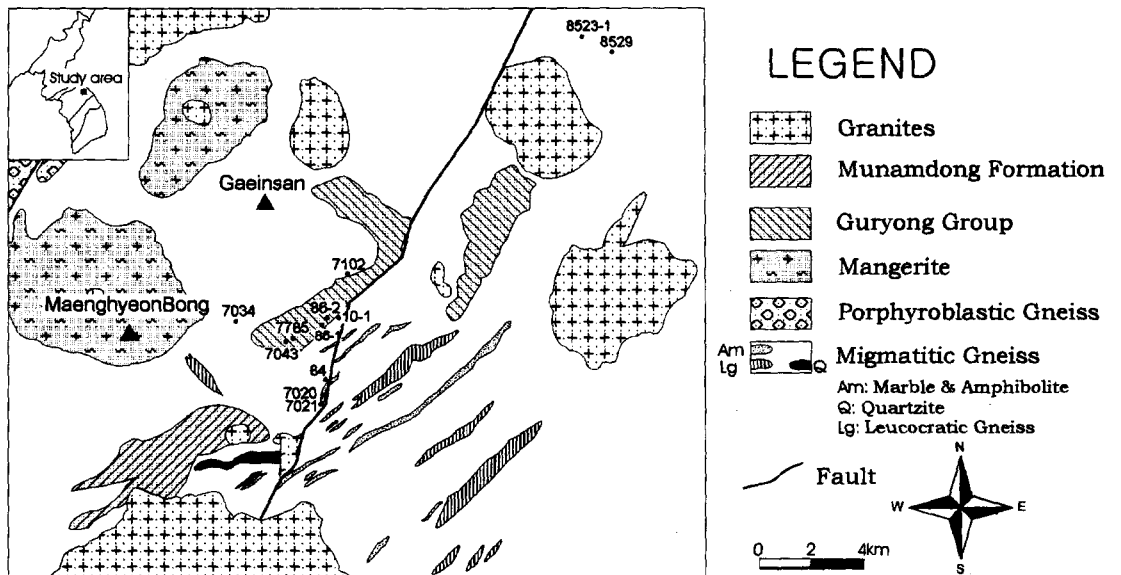 8523-1
8529
Study area
Gaeinsan
7102
MaenghyeonBong
7034
86-2
10-1
7765
86-1
7043
84
7020
7021
LEGEND
Granites
Munamdong Formation
Guryong Group
Mangerite
Porphyroblastic Gneiss
Am
Lg
Q
Migmatitic Gneiss
Am: Marble & Amphibolite
Q: Quartzite
Lg: Leucocratic Gneiss
Fault
N
W
E
S
0 2 4km